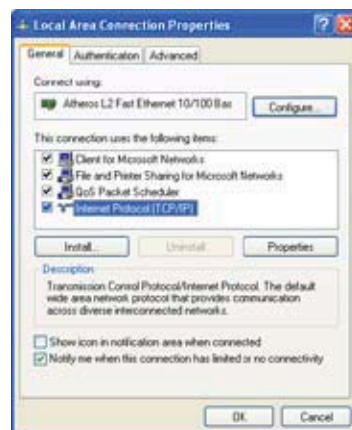 Local Area Connection Properties
General Authentication Advanced
Connect using:
Atheros L2 Fast Ethernet 10/100 Bas
Configure...
This connection uses the following items:
Client for Microsoft Networks
File and Printer Sharing for Microsoft Networks
QoS Packet Scheduler
Internet Protocol (TCP/IP)
Install... Uninstall Properties
Description
Transmission Control Protocol/Internet Protocol. The default
wide area network protocol that provides communication
across diverse interconnected networks.
Show icon in notification area when connected
Notify me when this connection has limited or no connectivity
OK Cancel